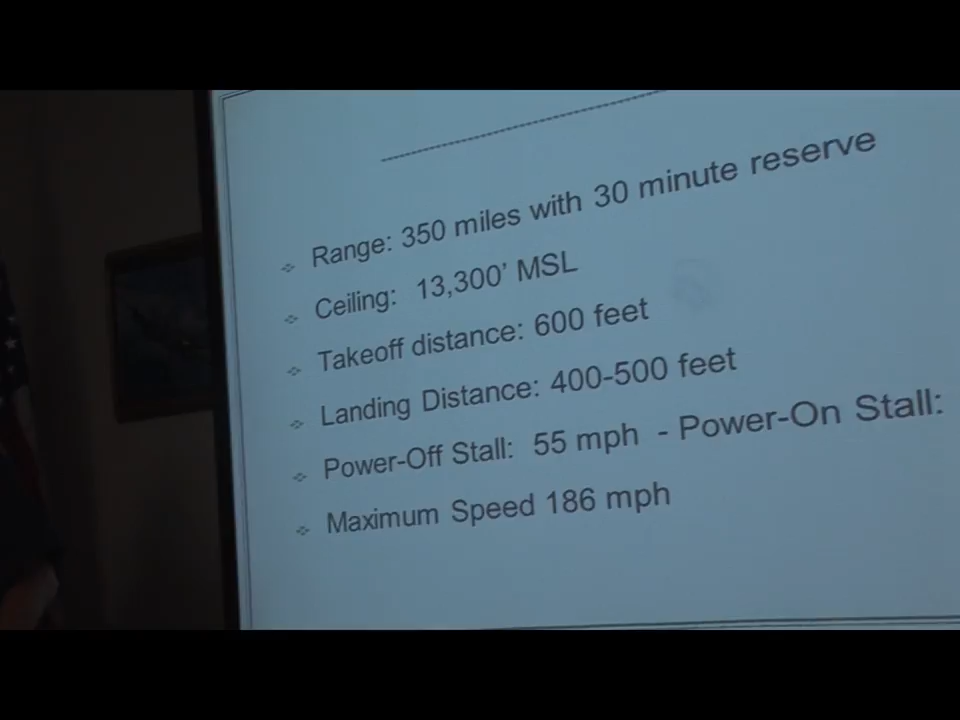 Range: 350 miles with 30 minute reserve
Ceiling: 13,300' MSL
Takeoff distance: 600 feet
Landing Distance: 400-500 feet
Power-Off Stall: 55 mph - Power-On Stall:
Maximum Speed 186 mph